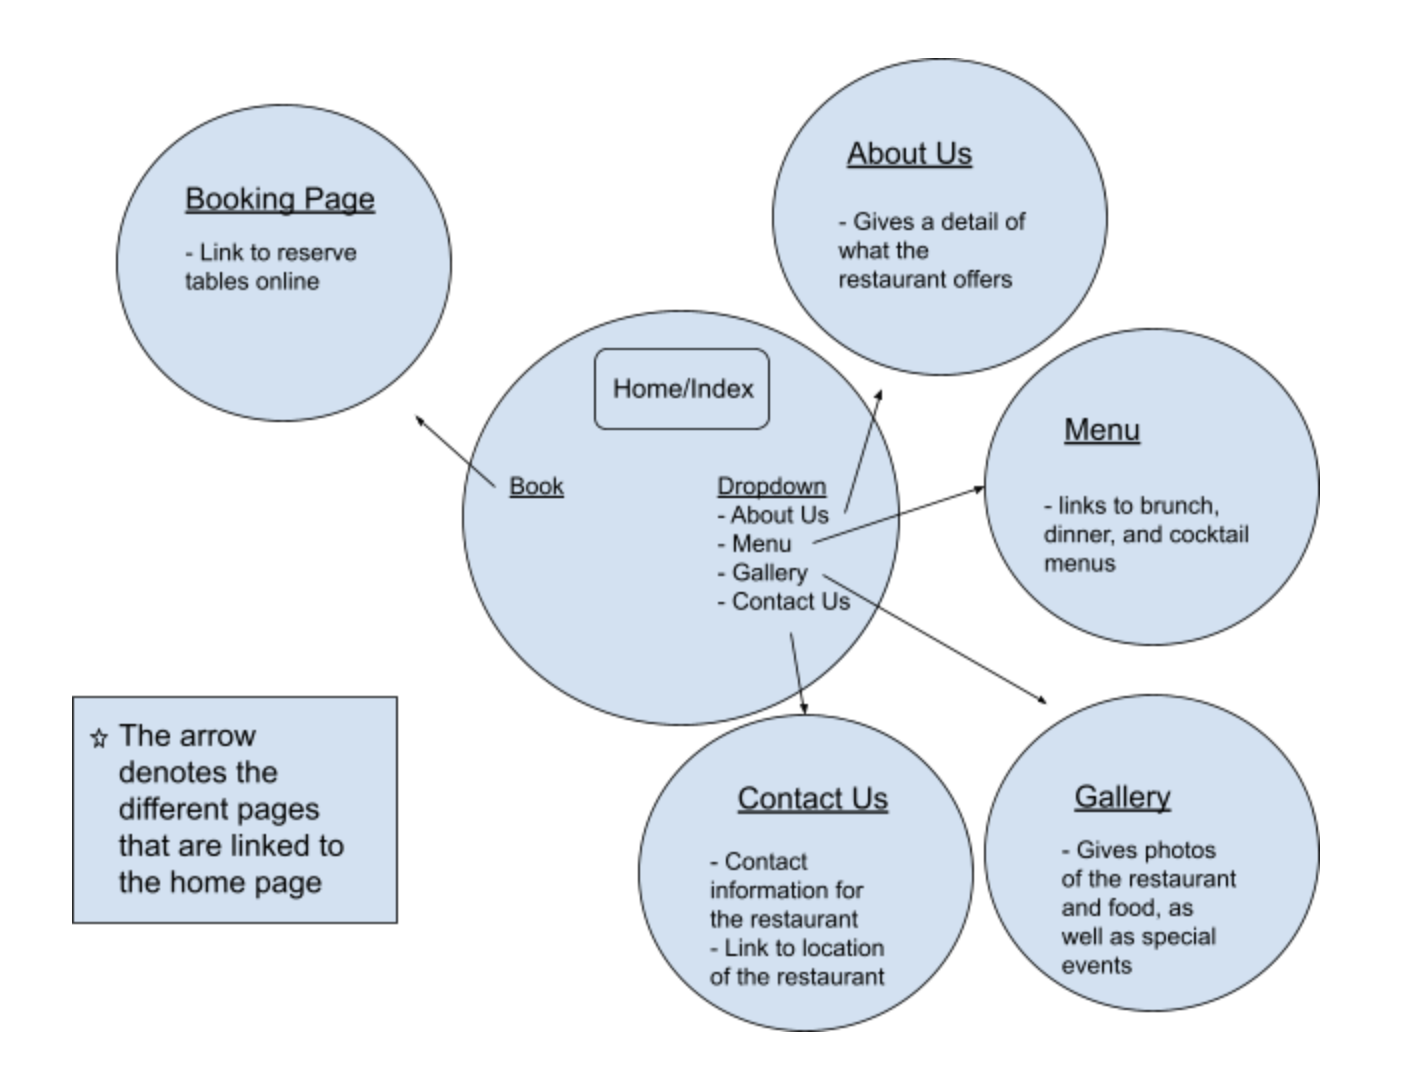 Booking Page
- Link to reserve
tables online
About Us
- Gives a detail of
what the
restaurant offers
Home/Index
Book
Dropdown
- About Us
- Menu
- Gallery
- Contact Us
Menu
- links to brunch,
dinner, and cocktail
menus
☆ The arrow
denotes the
different pages
that are linked to
the home page
Contact Us
- Contact
information for
the restaurant
- Link to location
of the restaurant
Gallery
- Gives photos
of the restaurant
and food, as
well as special
events